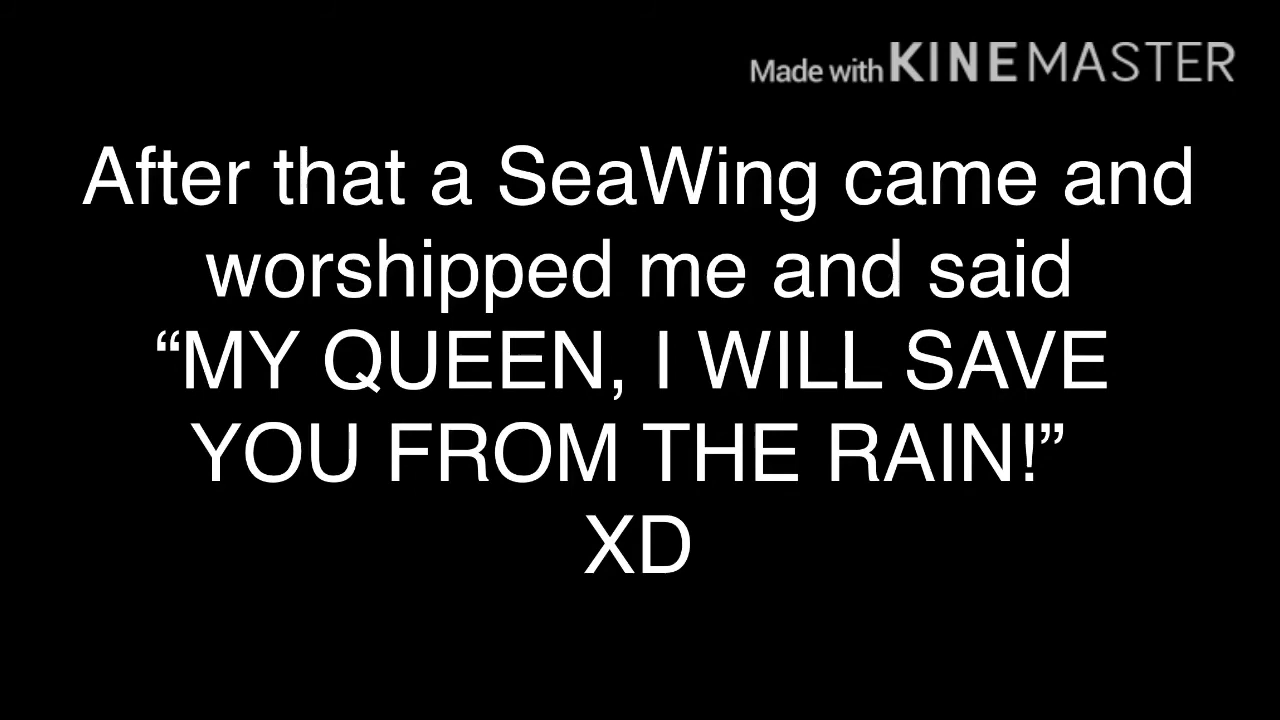 Made with KINEMASTER
After that a SeaWing came and
worshipped me and said
“MY QUEEN, I WILL SAVE
YOU FROM THE RAIN!”
XD